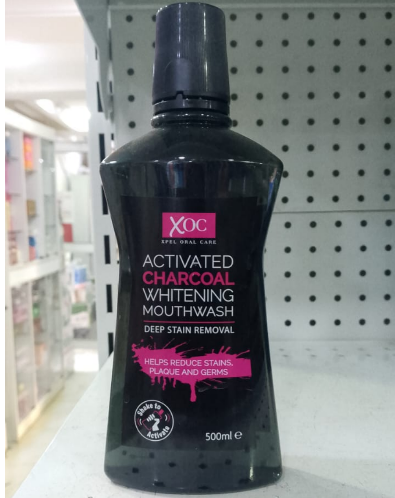 XOC
XPEL ORAL CARE
ACTIVATED
CHARCOAL
WHITENING
MOUTHWASH
DEEP STAIN REMOVAL
HELPS REDUCE STAINS,
PLAQUE AND GERMS
Shake to
Activate
500ml e